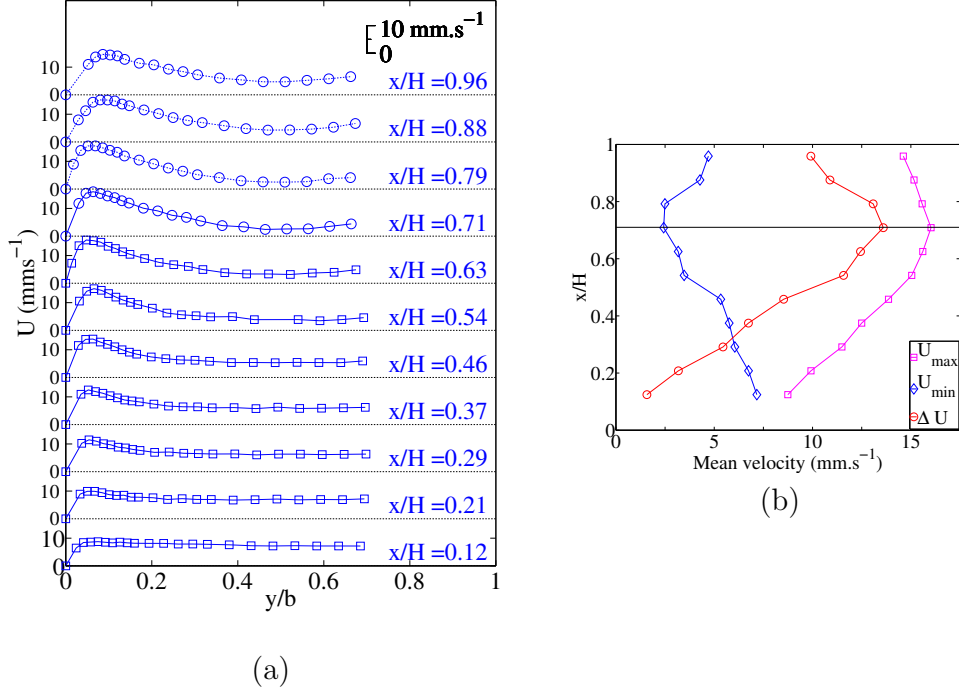 10 mm.s⁻¹
0
10
0
x/H =0.96
10
0
x/H =0.88
10
0
x/H =0.79
10
0
x/H =0.71
10
0
x/H =0.63
10
0
x/H =0.54
10
0
x/H =0.46
10
0
x/H =0.37
10
0
x/H =0.29
10
0
x/H =0.21
10
0
x/H =0.12
U (mms⁻¹)
0 0.2 0.4 0.6 0.8 1
y/b
(a)
1
0.8
0.6
0.4
0.2
0
x/H
U_max
U_min
Δ U
0 5 10 15
Mean velocity (mm.s⁻¹)
(b)